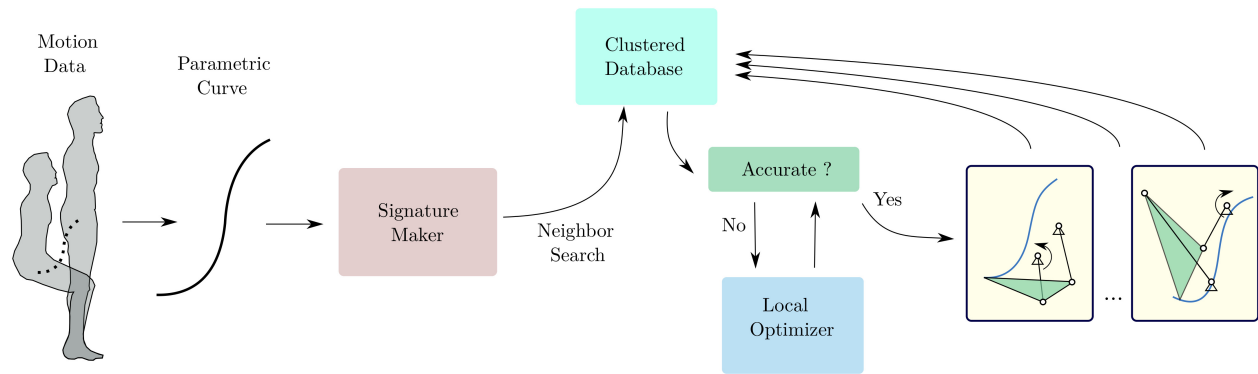 Motion
Data
Parametric
Curve
Signature
Maker
Neighbor
Search
Clustered
Database
Accurate ?
No
Yes
Local
Optimizer
...